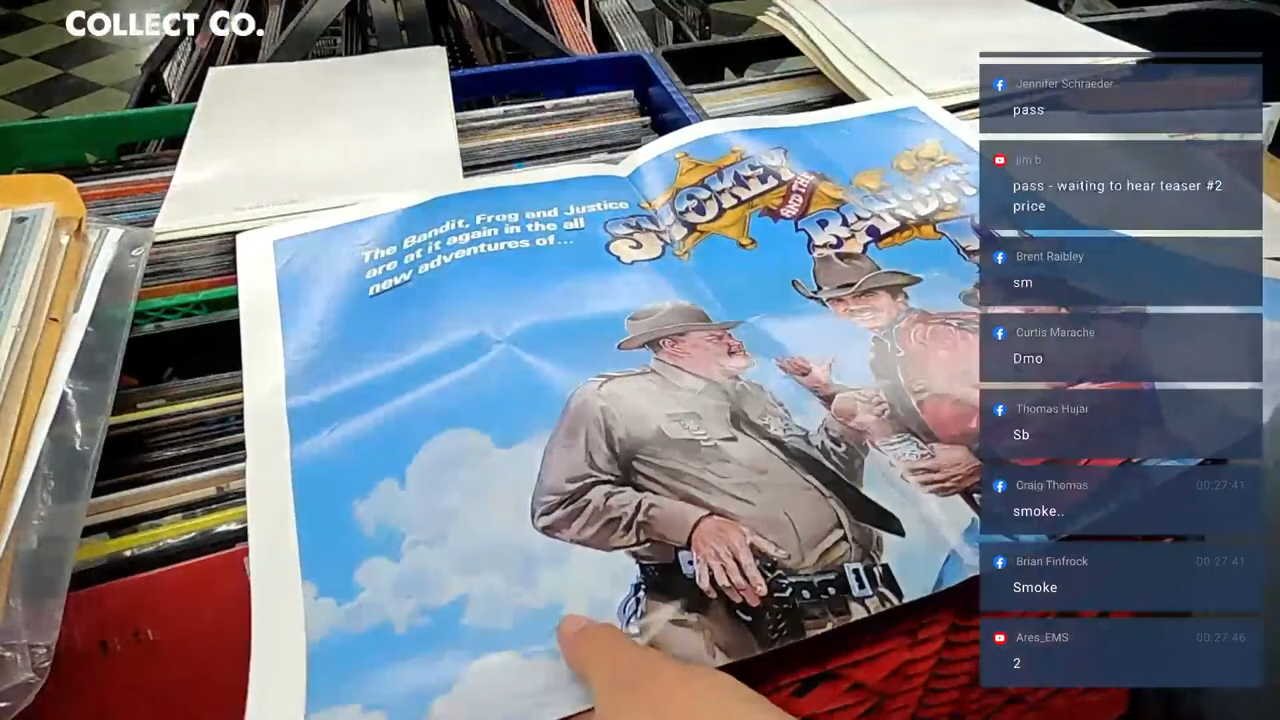 COLLECT CO.
The Bandit, Frog and Justice
are at it again in the all
new adventures of...
SMOKEY
AND THE
BANDIT
Jennifer Schraeder
pass
jim b
pass - waiting to hear teaser #2
price
Brent Raibley
sm
Curtis Marache
Dmo
Thomas Hujar
Sb
Craig Thomas 00:27:41
smoke..
Brian Finfrock 00:27:41
Smoke
Ares_EMS 00:27:46
2